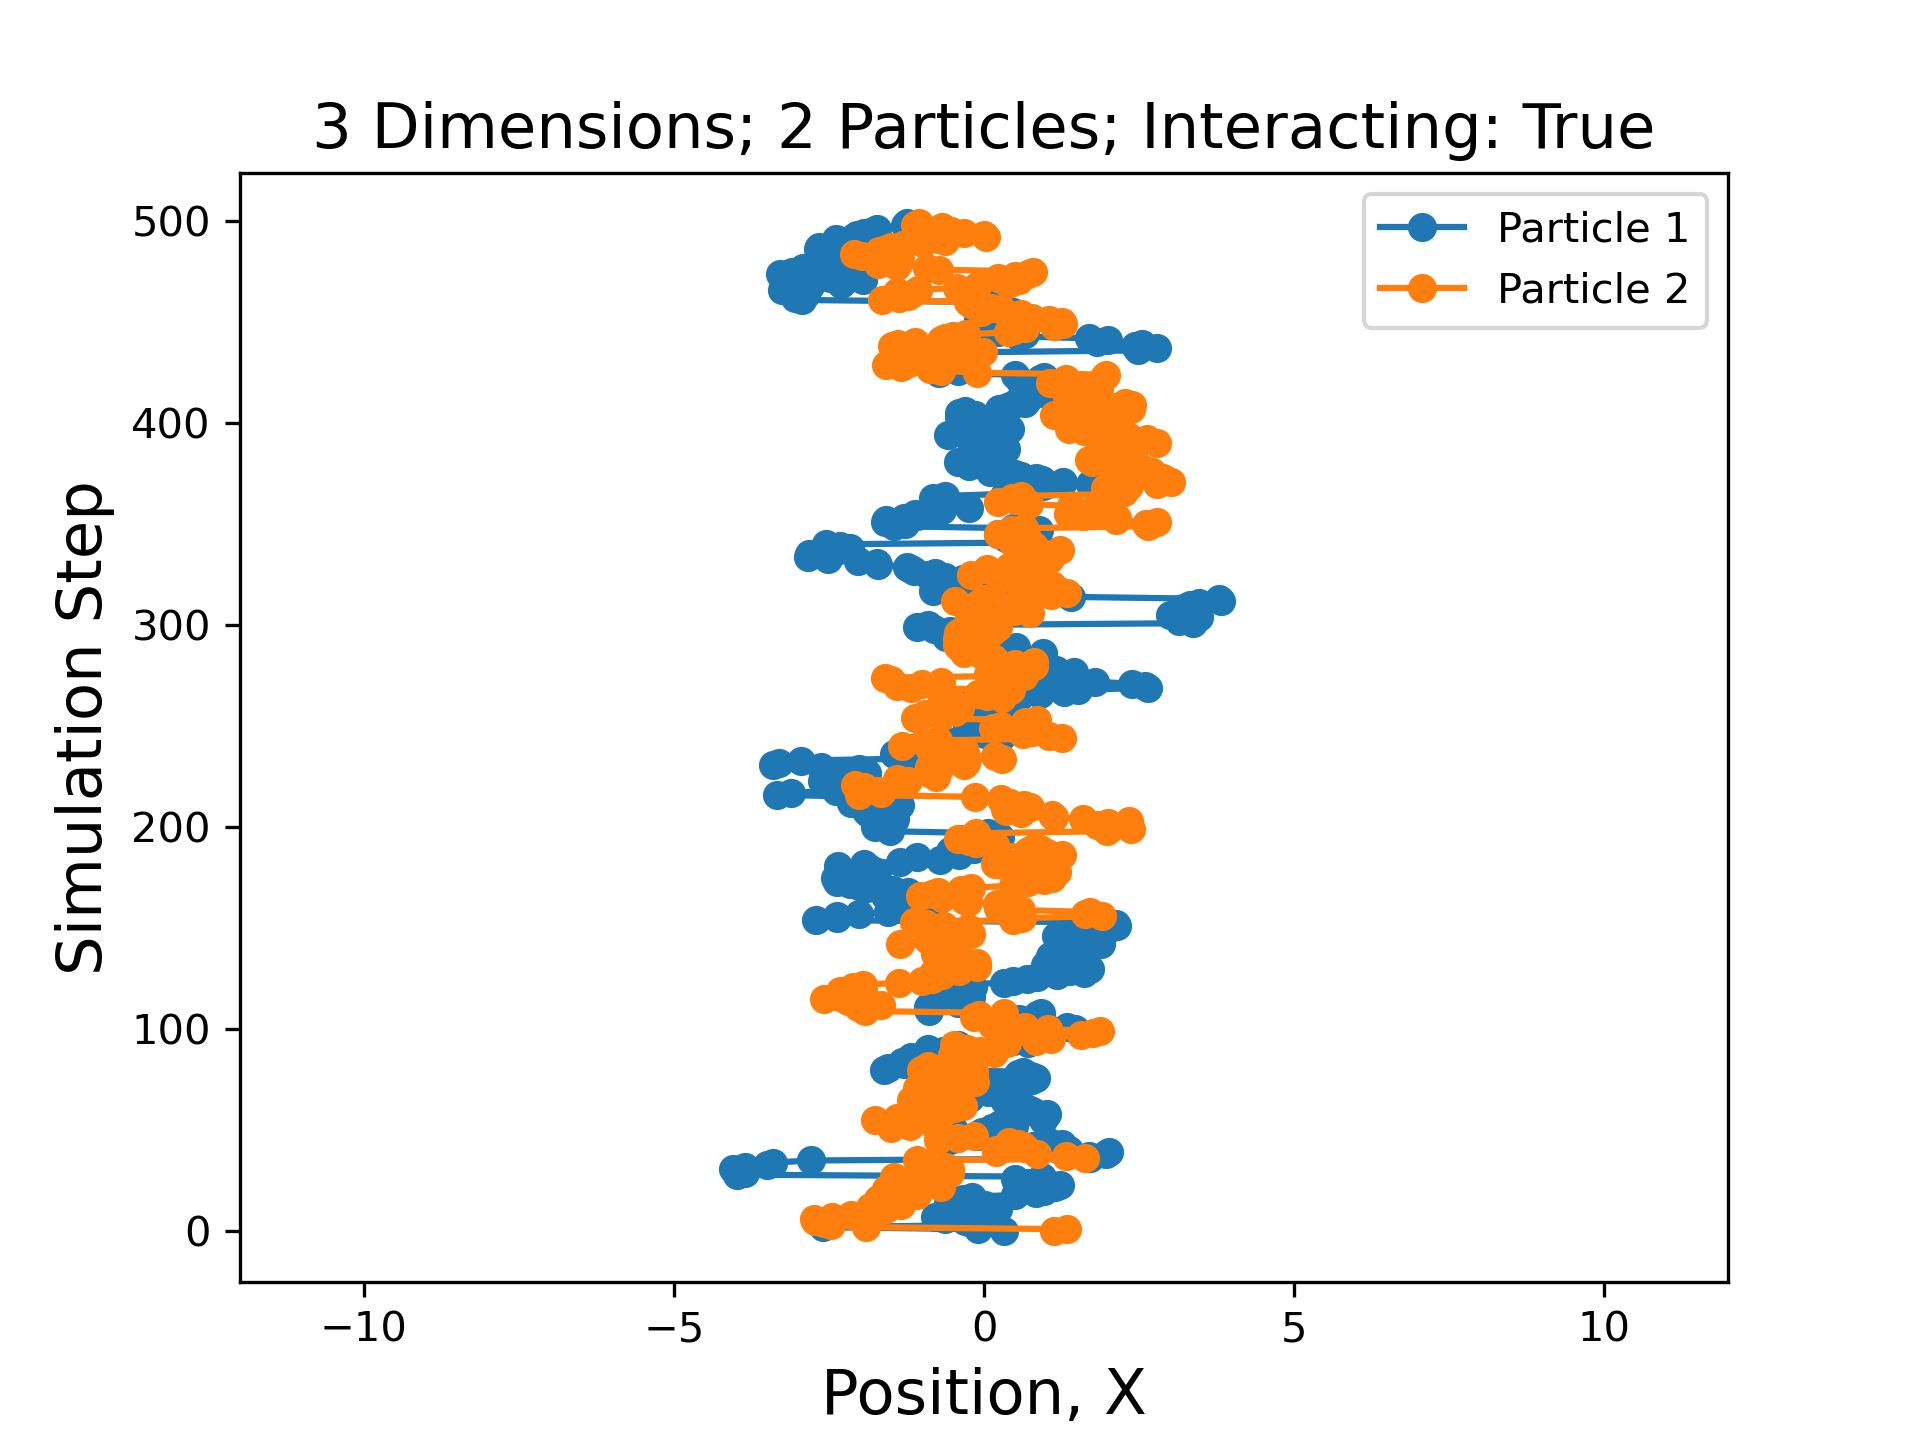 3 Dimensions; 2 Particles; Interacting: True
Particle 1
Particle 2
Simulation Step
500
400
300
200
100
0
−10
−5
0
5
10
Position, X